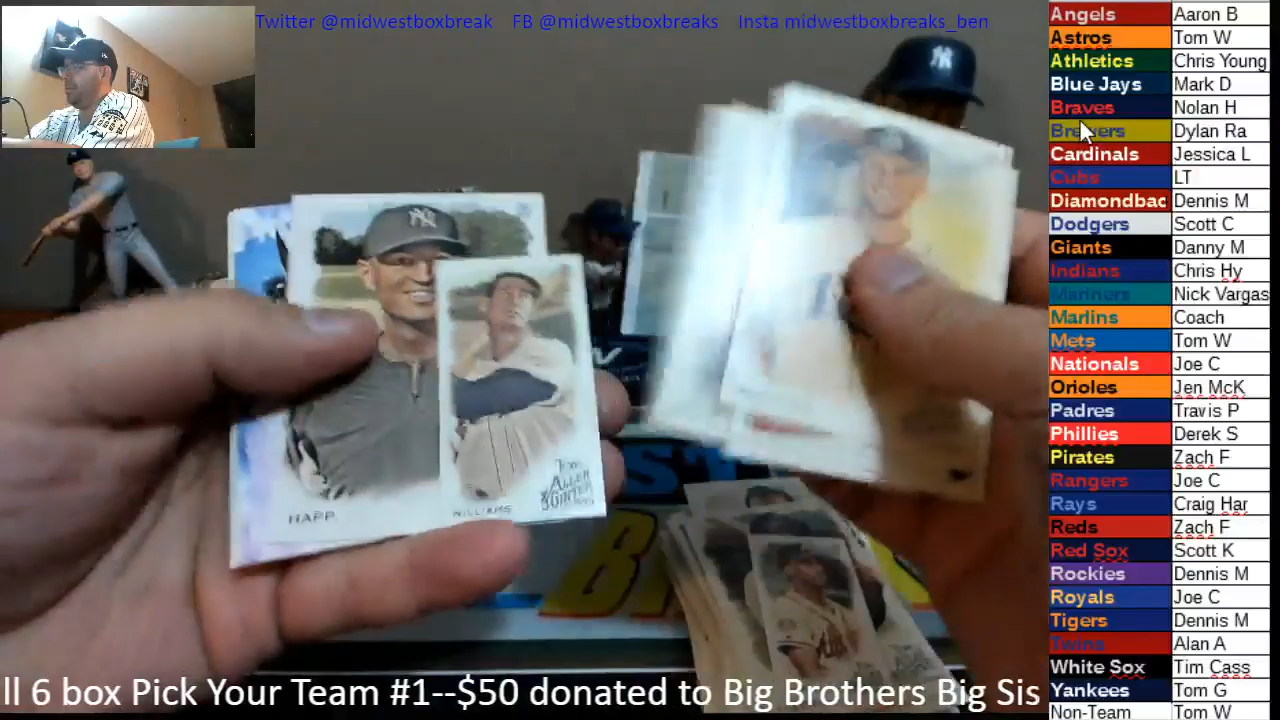 Twitter @midwestboxbreak FB @midwestboxbreaks Insta midwestboxbreaks_ben
Angels Aaron B
Astros Tom W
Athletics Chris Young
Blue Jays Mark D
Braves Nolan H
Brewers Dylan Ra
Cardinals Jessica L
Cubs LT
Diamondbac Dennis M
Dodgers Scott C
Giants Danny M
Indians Chris Hy
Mariners Nick Vargas
Marlins Coach
Mets Tom W
Nationals Joe C
Orioles Jen McK
Padres Travis P
Phillies Derek S
Pirates Zach F
Rangers Joe C
Rays Craig Har
Reds Zach F
Red Sox Scott K
Rockies Dennis M
Royals Joe C
Tigers Dennis M
Twins Alan A
White Sox Tim Cass
Yankees Tom G
Non-Team Tom W
NY
HAPP
WILLIAMS
ll 6 box Pick Your Team #1--$50 donated to Big Brothers Big Sis